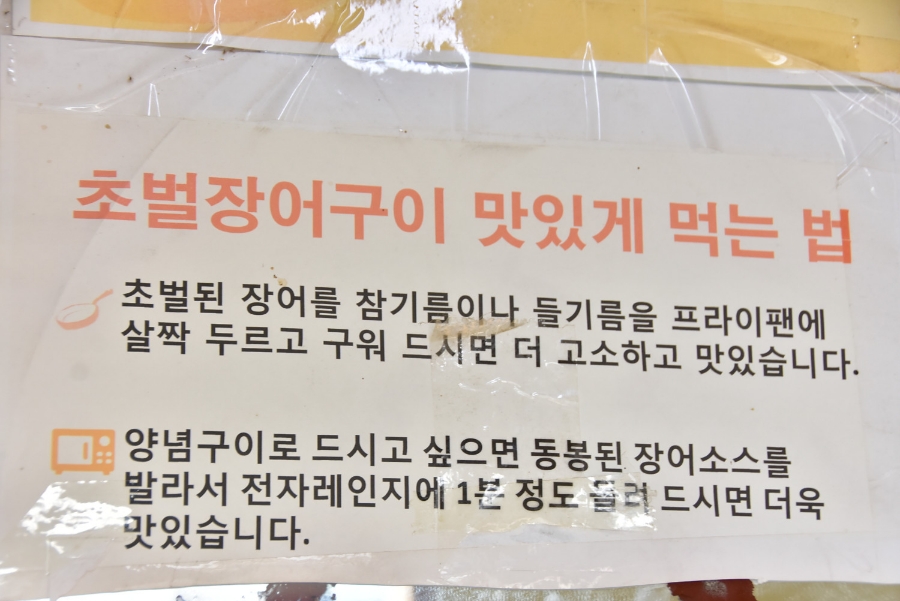 초벌장어구이 맛있게 먹는 법
초벌된 장어를 참기름이나 들기름을 프라이팬에
살짝 두르고 구워 드시면 더 고소하고 맛있습니다.
양념구이로 드시고 싶으면 동봉된 장어소스를
발라서 전자레인지에 1분 정도 돌려 드시면 더욱
맛있습니다.